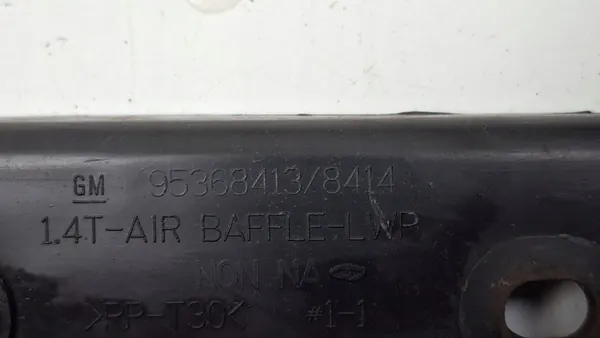 GM 95368413/8414
1.4T-AIR BAFFLE-LWR
NON NA
>PP-T30< #1-1